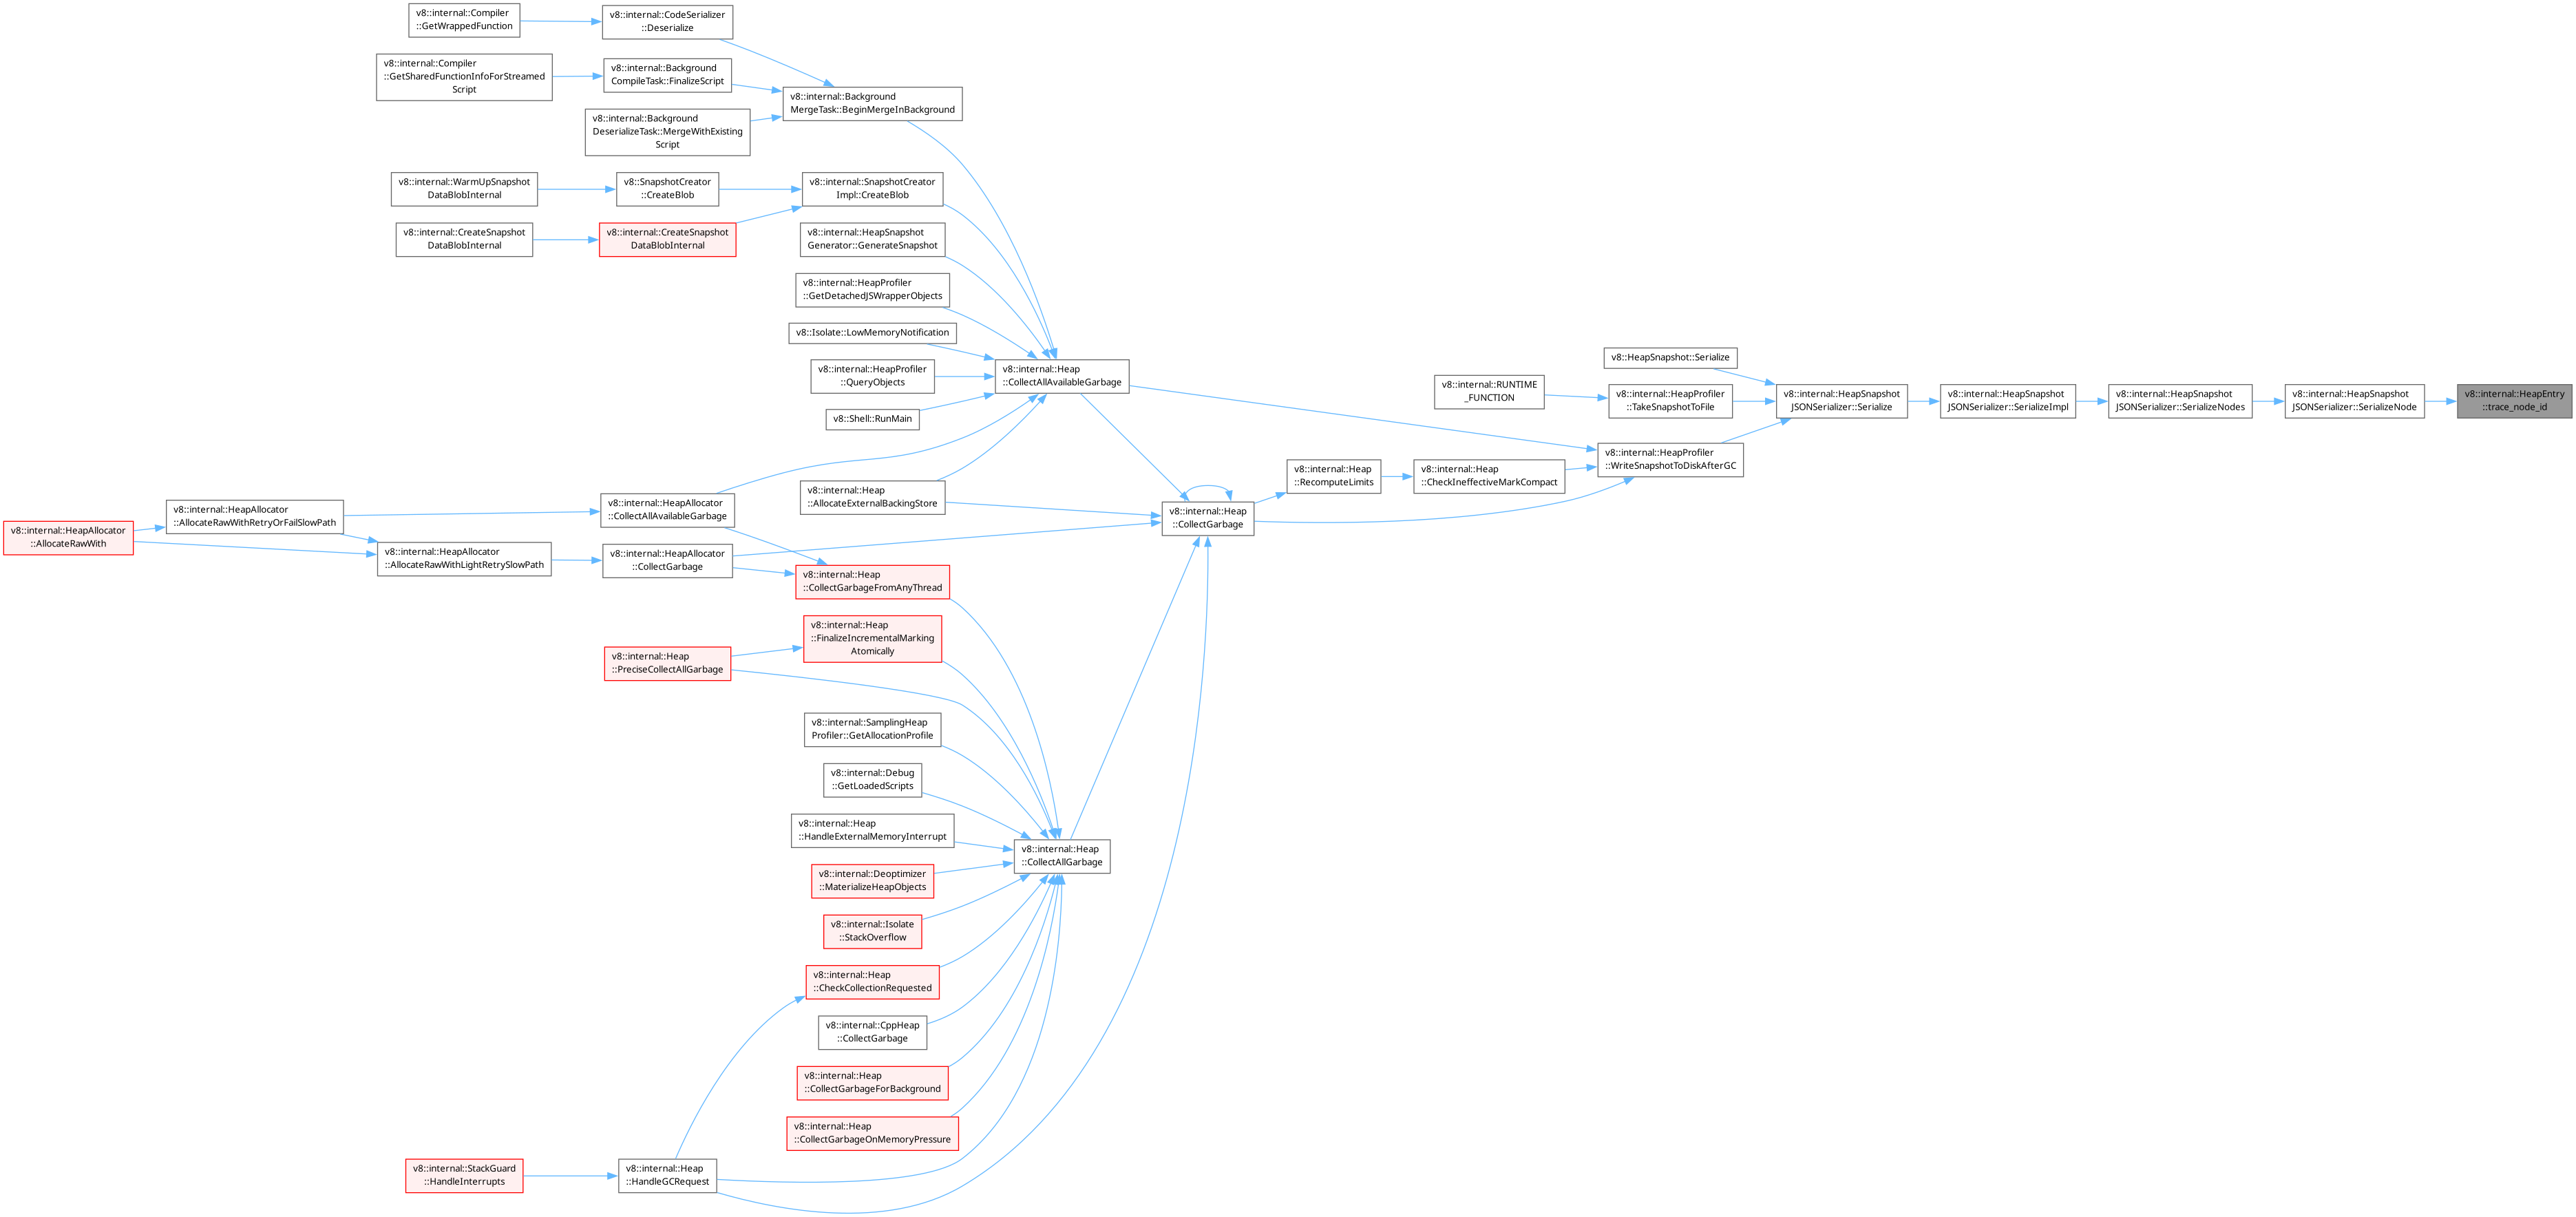 v8::internal::Compiler
::GetWrappedFunction
v8::internal::CodeSerializer
::Deserialize
v8::internal::Compiler
::GetSharedFunctionInfoForStreamed
Script
v8::internal::Background
CompileTask::FinalizeScript
v8::internal::Background
MergeTask::BeginMergeInBackground
v8::internal::Background
DeserializeTask::MergeWithExisting
Script
v8::internal::WarmUpSnapshot
DataBlobInternal
v8::SnapshotCreator
::CreateBlob
v8::internal::SnapshotCreator
Impl::CreateBlob
v8::internal::CreateSnapshot
DataBlobInternal
v8::internal::CreateSnapshot
DataBlobInternal
v8::internal::HeapSnapshot
Generator::GenerateSnapshot
v8::internal::HeapProfiler
::GetDetachedJSWrapperObjects
v8::Isolate::LowMemoryNotification
v8::internal::HeapProfiler
::QueryObjects
v8::Shell::RunMain
v8::internal::Heap
::CollectAllAvailableGarbage
v8::HeapSnapshot::Serialize
v8::internal::RUNTIME
_FUNCTION
v8::internal::HeapProfiler
::TakeSnapshotToFile
v8::internal::HeapSnapshot
JSONSerializer::Serialize
v8::internal::HeapSnapshot
JSONSerializer::SerializeImpl
v8::internal::HeapSnapshot
JSONSerializer::SerializeNodes
v8::internal::HeapSnapshot
JSONSerializer::SerializeNode
v8::internal::HeapEntry
::trace_node_id
v8::internal::HeapProfiler
::WriteSnapshotToDiskAfterGC
v8::internal::Heap
::CheckIneffectiveMarkCompact
v8::internal::Heap
::RecomputeLimits
v8::internal::Heap
::CollectGarbage
v8::internal::Heap
::AllocateExternalBackingStore
v8::internal::HeapAllocator
::CollectAllAvailableGarbage
v8::internal::HeapAllocator
::AllocateRawWithRetryOrFailSlowPath
v8::internal::HeapAllocator
::AllocateRawWith
v8::internal::HeapAllocator
::AllocateRawWithLightRetrySlowPath
v8::internal::HeapAllocator
::CollectGarbage
v8::internal::Heap
::CollectGarbageFromAnyThread
v8::internal::Heap
::FinalizeIncrementalMarking
Atomically
v8::internal::Heap
::PreciseCollectAllGarbage
v8::internal::SamplingHeap
Profiler::GetAllocationProfile
v8::internal::Debug
::GetLoadedScripts
v8::internal::Heap
::HandleExternalMemoryInterrupt
v8::internal::Heap
::CollectAllGarbage
v8::internal::Deoptimizer
::MaterializeHeapObjects
v8::internal::Isolate
::StackOverflow
v8::internal::Heap
::CheckCollectionRequested
v8::internal::CppHeap
::CollectGarbage
v8::internal::Heap
::CollectGarbageForBackground
v8::internal::Heap
::CollectGarbageOnMemoryPressure
v8::internal::StackGuard
::HandleInterrupts
v8::internal::Heap
::HandleGCRequest